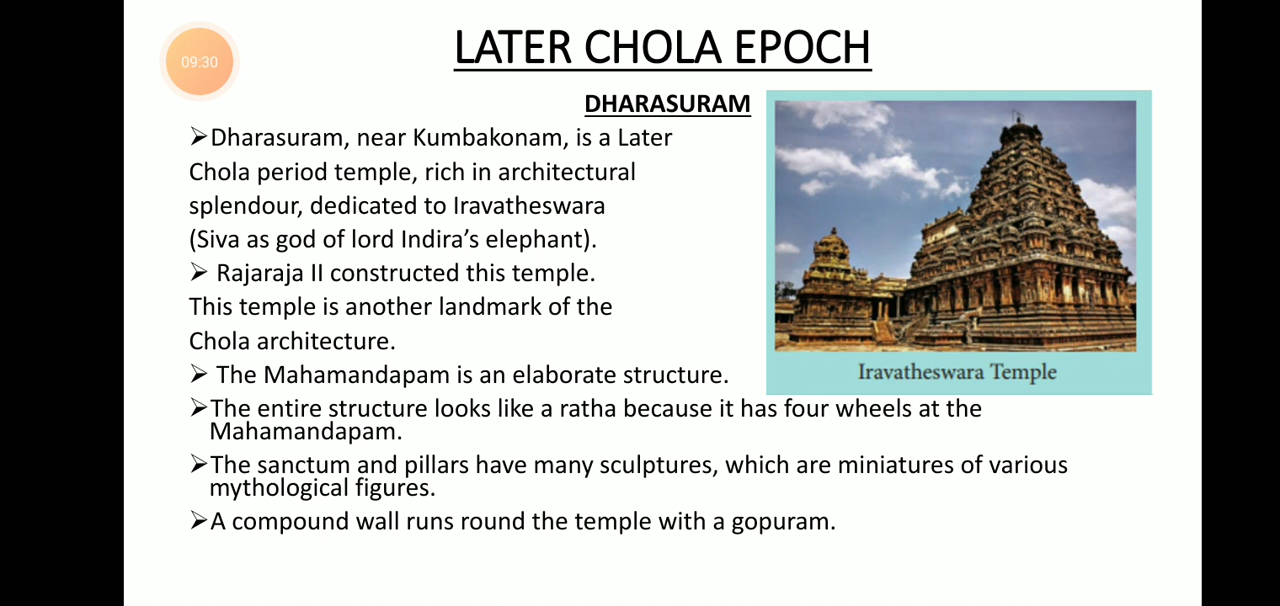 09:30
LATER CHOLA EPOCH
DHARASURAM
➢Dharasuram, near Kumbakonam, is a Later
Chola period temple, rich in architectural
splendour, dedicated to Iravatheswara
(Siva as god of lord Indira’s elephant).
➢ Rajaraja II constructed this temple.
This temple is another landmark of the
Chola architecture.
➢ The Mahamandapam is an elaborate structure.
➢The entire structure looks like a ratha because it has four wheels at the
Mahamandapam.
➢The sanctum and pillars have many sculptures, which are miniatures of various
mythological figures.
➢A compound wall runs round the temple with a gopuram.
Iravatheswara Temple